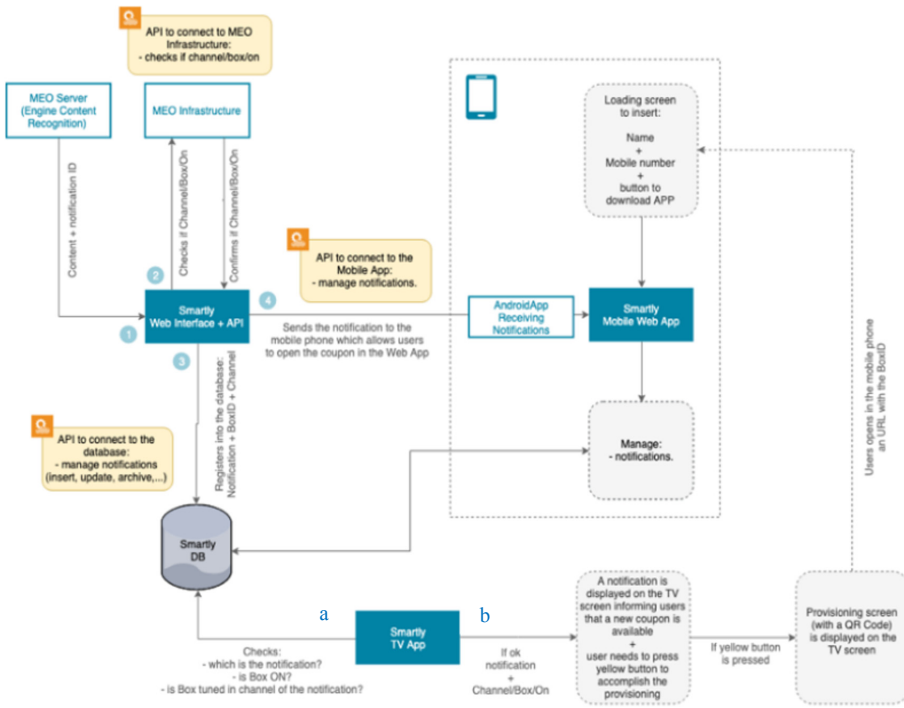 API to connect to MEO
Infrastructure:
- checks if channel/box/on
MEO Server
(Engine Content
Recognition)
MEO Infrastructure
Loading screen
to insert:
Name
+
Mobile number
+
button to
download APP
Content + notification ID
Checks if Channel/Box/On
Confirms if Channel/Box/On
API to connect to the
Mobile App:
- manage notifications.
2
4
1
3
Smartly
Web Interface + API
AndroidApp
Receiving
Notifications
Smartly
Mobile Web App
Sends the notification to the
mobile phone which allows users
to open the coupon in the Web App
Registers into the database:
Notification + BoxID + Channel
Users opens in the mobile phone
an URL with the BoxID
API to connect to the
database:
- manage notifications
(insert, update, archive,...)
Manage:
- notifications.
Smartly
DB
a
Smartly
TV App
b
Checks:
- which is the notification?
- is Box ON?
- is Box tuned in channel of the notification?
If ok
notification
+
Channel/Box/On
A notification is
displayed on the TV
screen informing users
that a new coupon is
available
+
user needs to press
yellow button to
accomplish the
provisioning
If yellow button
is pressed
Provisioning screen
(with a QR Code)
is displayed on the
TV screen